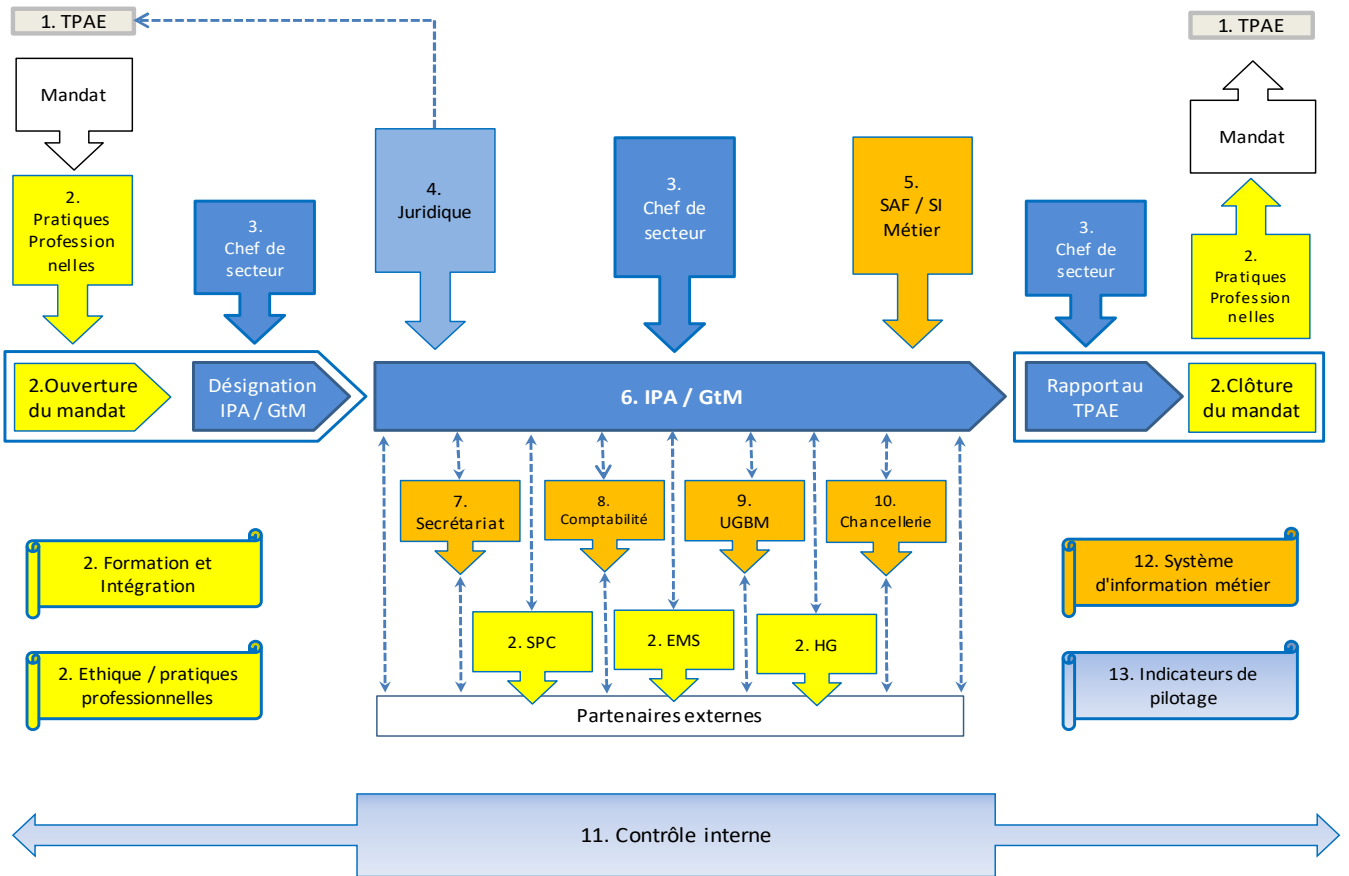 1. TPAE
1. TPAE
Mandat
Mandat
2.
Pratiques
Profession
nelles
3.
Chef de
secteur
4.
Juridique
3.
Chef de
secteur
5.
SAF / SI
Métier
3.
Chef de
secteur
2.
Pratiques
Profession
nelles
2.Ouverture
du mandat
Désignation
IPA / GtM
6. IPA / GtM
Rapport au
TPAE
2.Clôture
du mandat
7.
Secrétariat
8.
Comptabilité
9.
UGBM
10.
Chancellerie
2. Formation et
Intégration
12. Système
d'information métier
2. SPC
2. EMS
2. HG
2. Ethique / pratiques
professionnelles
13. Indicateurs de
pilotage
Partenaires externes
11. Contrôle interne